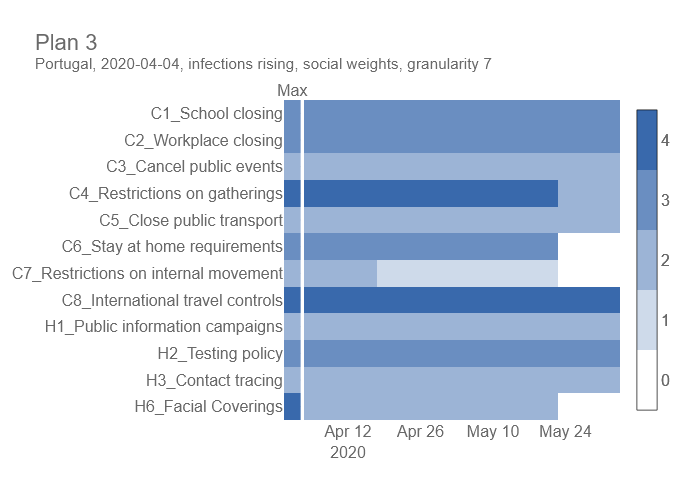 Plan 3
Portugal, 2020-04-04, infections rising, social weights, granularity 7
Max
C1_School closing
C2_Workplace closing
C3_Cancel public events
C4_Restrictions on gatherings
C5_Close public transport
C6_Stay at home requirements
C7_Restrictions on internal movement
C8_International travel controls
H1_Public information campaigns
H2_Testing policy
H3_Contact tracing
H6_Facial Coverings
Apr 12 Apr 26 May 10 May 24
2020
4
3
2
1
0